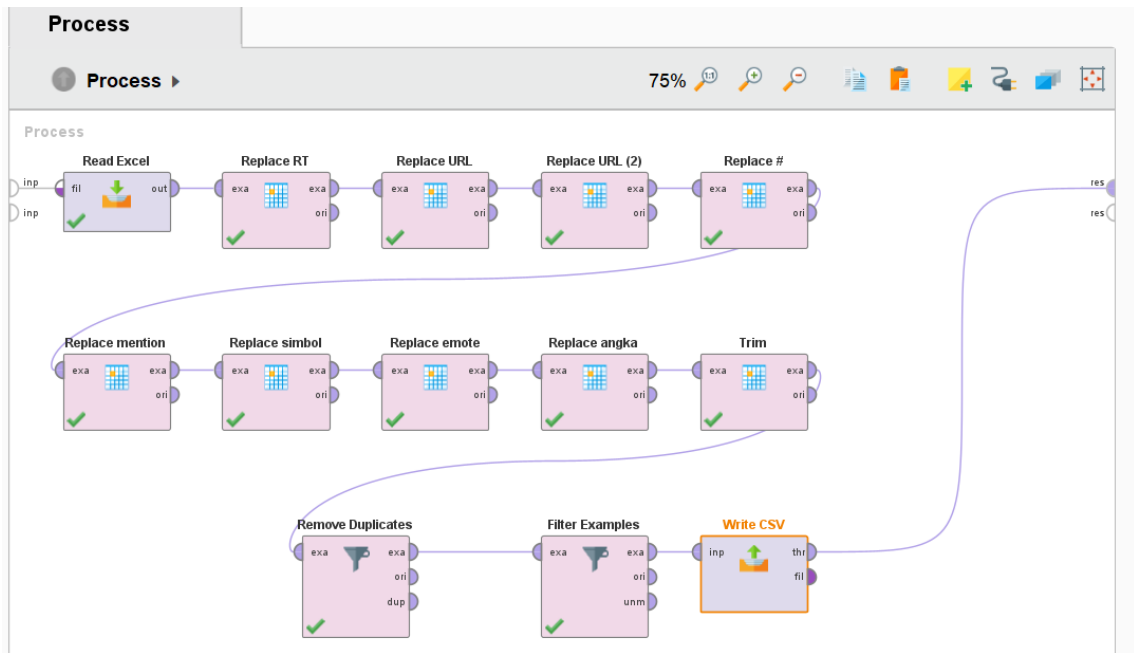 Process
Process
75%
1:1
Process
Read Excel Replace RT Replace URL Replace URL (2) Replace #
inp fil out exa exa exa exa exa exa exa exa res
inp ori ori ori ori res
Replace mention Replace simbol Replace emote Replace angka Trim
exa exa exa exa exa exa exa exa exa exa
ori ori ori ori ori
Remove Duplicates Filter Examples Write CSV
exa exa exa exa inp thr
ori ori fil
dup unm